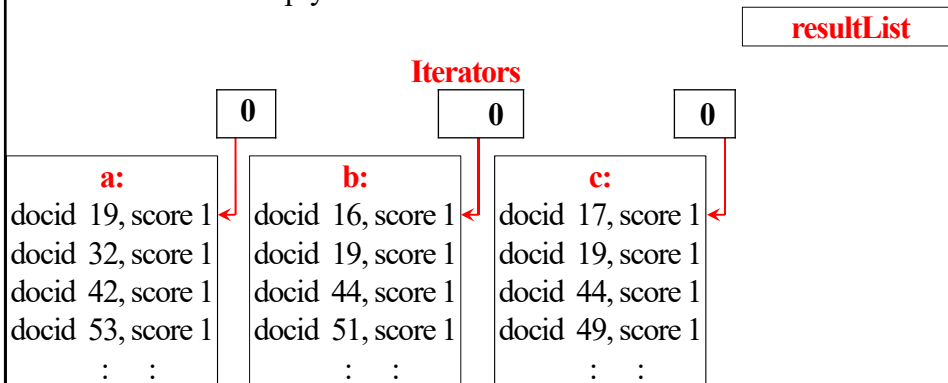 resultList
Iterators
0 0 0
a: b: c:
docid 19, score 1 docid 16, score 1 docid 17, score 1
docid 32, score 1 docid 19, score 1 docid 19, score 1
docid 42, score 1 docid 44, score 1 docid 44, score 1
docid 53, score 1 docid 51, score 1 docid 49, score 1
: : : : : :